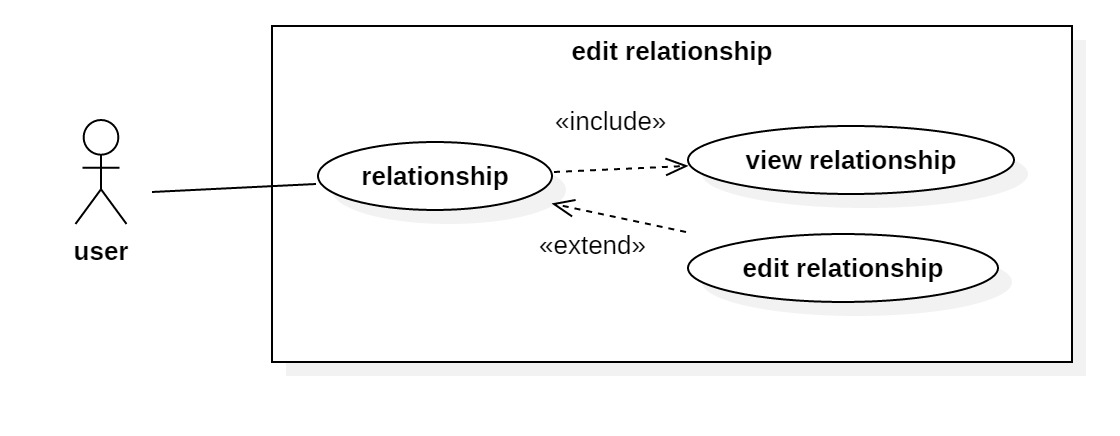 edit relationship
«include»
view relationship
relationship
user
«extend»
edit relationship